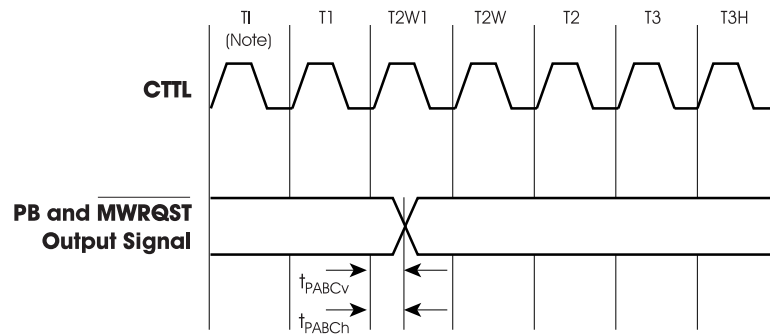 TI T1 T2W1 T2W T2 T3 T3H
(Note)
CTTL
PB and MWRQST
Output Signal
tPABCv
tPABCh